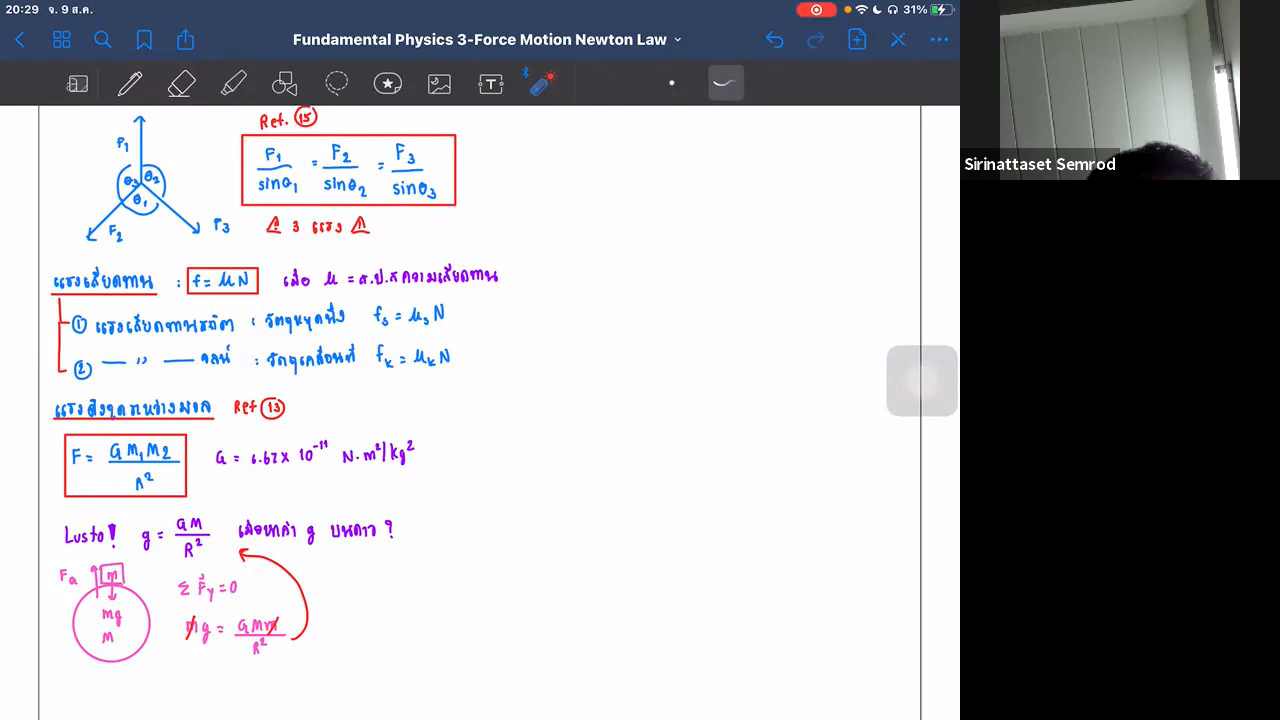 20:29 จ. 9 ส.ค.
31%
Fundamental Physics 3-Force Motion Newton Law
Sirinattaset Semrod
Ref. ⑮
F₁ F₂ F₃ θ₁ θ₂ θ₃
F₁/sinθ₁ = F₂/sinθ₂ = F₃/sinθ₃
⚠ 3 แรง ⚠
แรงเสียดทาน : f = μN เมื่อ μ = ส.ป.ส ความเสียดทาน
① แรงเสียดทานสถิต : วัตถุหยุดนิ่ง fₛ = μₛN
② — ,, — จลน์ : วัตถุเคลื่อนที่ fₖ = μₖN
แรงดึงดูดระหว่างมวล Ref ⑬
F = GM₁M₂/r² G = 6.67 × 10⁻¹¹ N·m²/kg²
g = GM/R² เมื่อหาค่า g บนดาว ?
m mg M
ΣF⃗y = 0
mg = GMm/R²